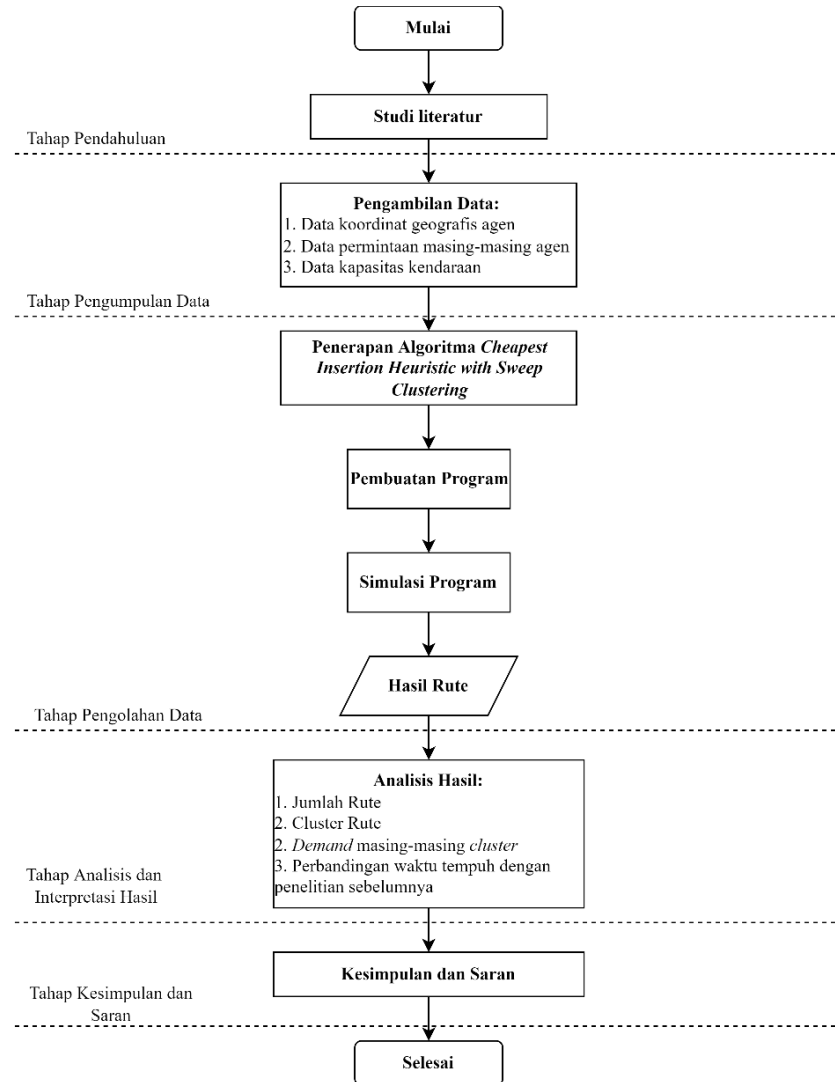 Mulai
Studi literatur
Tahap Pendahuluan
Pengambilan Data:
1. Data koordinat geografis agen
2. Data permintaan masing-masing agen
3. Data kapasitas kendaraan
Tahap Pengumpulan Data
Penerapan Algoritma Cheapest
Insertion Heuristic with Sweep
Clustering
Pembuatan Program
Simulasi Program
Hasil Rute
Tahap Pengolahan Data
Analisis Hasil:
1. Jumlah Rute
2. Cluster Rute
2. Demand masing-masing cluster
3. Perbandingan waktu tempuh dengan
penelitian sebelumnya
Tahap Analisis dan
Interpretasi Hasil
Kesimpulan dan Saran
Tahap Kesimpulan dan
Saran
Selesai